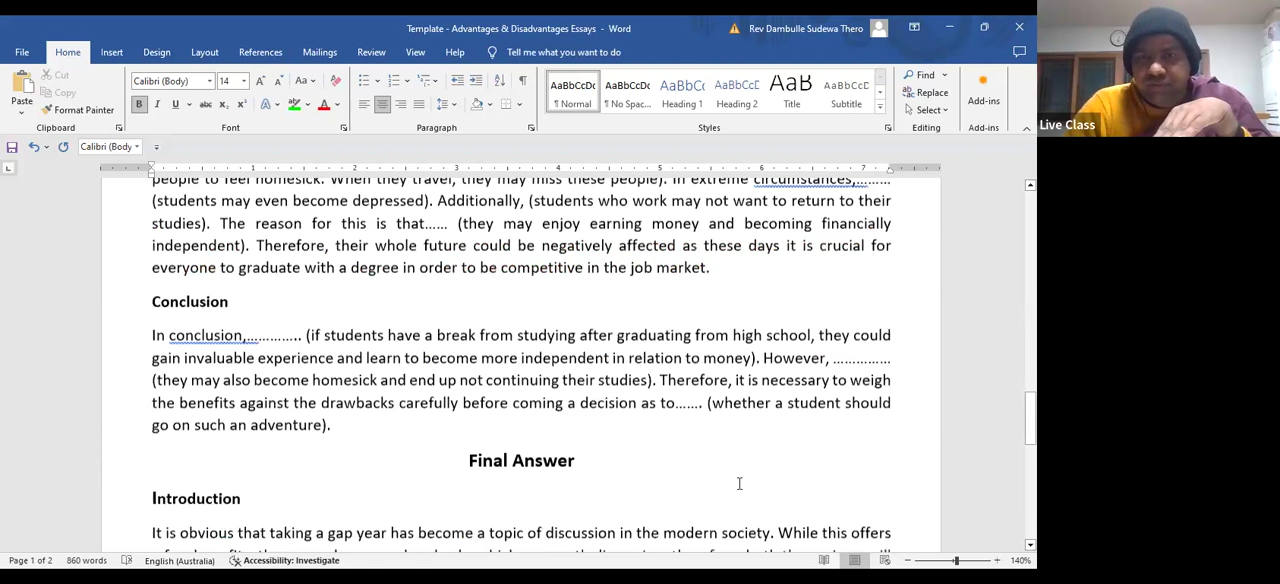 Template - Advantages & Disadvantages Essays - Word
Rev Dambulle Sudewa Thero
File Home Insert Design Layout References Mailings Review View Help Tell me what you want to do
Paste
Cut
Copy
Format Painter
Clipboard
Calibri (Body) 14
Font
Paragraph
AaBbCcDc AaBbCcDc AaBbCc AaBbCcD AaB AaBbCcD
¶ Normal ¶ No Spac... Heading 1 Heading 2 Title Subtitle
Styles
Find
Replace
Select
Editing
Add-ins
Add-ins
Live Class
Calibri (Body
1 2 3 4 5 6 7
people to feel homesick. When they travel, they may miss these people). In extreme circumstances,………
(students may even become depressed). Additionally, (students who work may not want to return to their
studies). The reason for this is that…… (they may enjoy earning money and becoming financially
independent). Therefore, their whole future could be negatively affected as these days it is crucial for
everyone to graduate with a degree in order to be competitive in the job market.
Conclusion
In conclusion,………….. (if students have a break from studying after graduating from high school, they could
gain invaluable experience and learn to become more independent in relation to money). However, ……………
(they may also become homesick and end up not continuing their studies). Therefore, it is necessary to weigh
the benefits against the drawbacks carefully before coming a decision as to……. (whether a student should
go on such an adventure).
Final Answer
Introduction
It is obvious that taking a gap year has become a topic of discussion in the modern society. While this offers
Page 1 of 2 860 words English (Australia) Accessibility: Investigate 140%